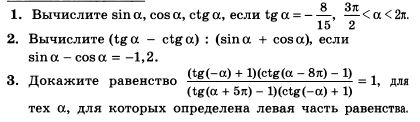 1. Вычислите sin α, cos α, ctg α, если tg α = −8/15, 3π/2 < α < 2π.
2. Вычислите (tg α − ctg α) : (sin α + cos α), если
sin α − cos α = −1,2.
3. Докажите равенство (tg(−α) + 1)(ctg(α − 8π) − 1)/(tg(α + 5π) − 1)(ctg(−α) − 1) = 1, для
тех α, для которых определена левая часть равенства.